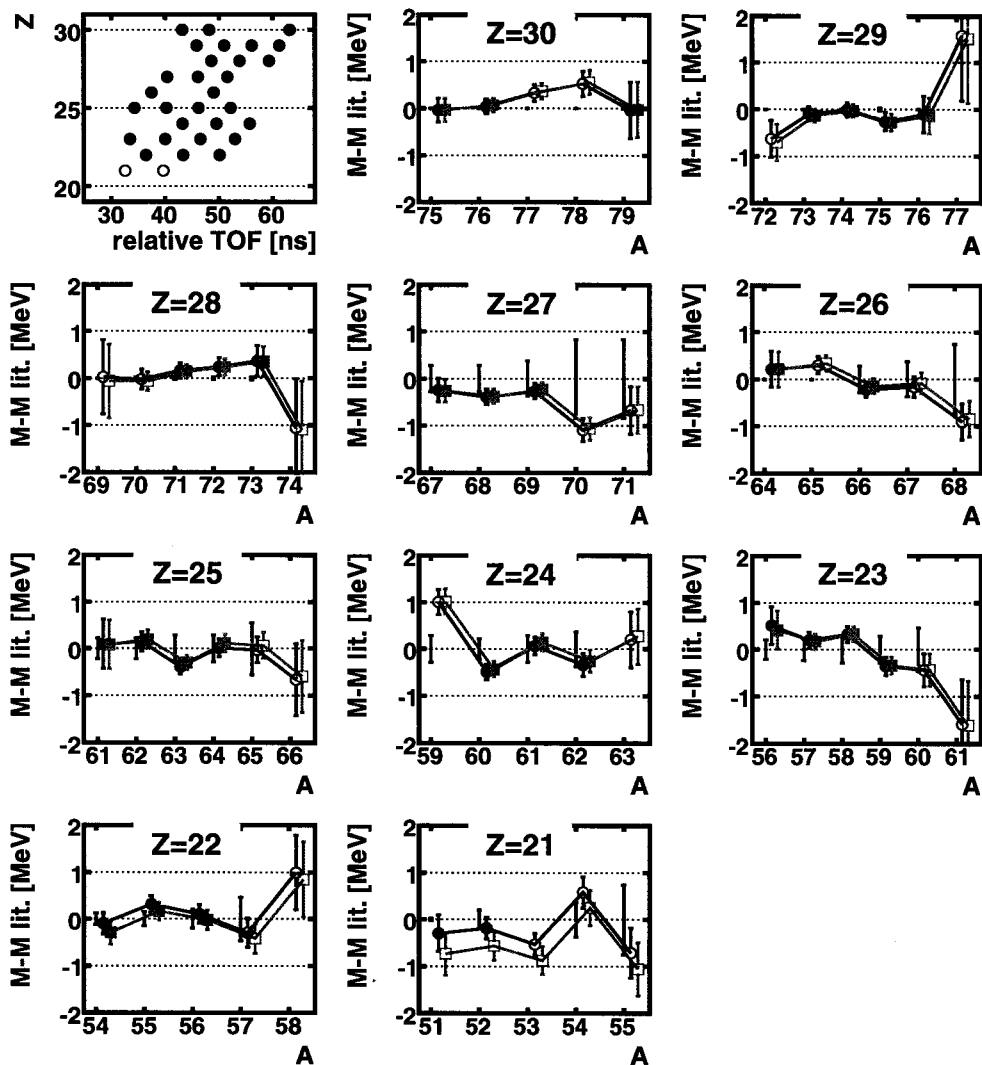 Z
30
25
20
30 40 50 60
relative TOF [ns]
M-M lit. [MeV]
Z=30
2
1
0
-1
-2
75 76 77 78 79
A
M-M lit. [MeV]
Z=29
2
1
0
-1
-2
72 73 74 75 76 77
A
M-M lit. [MeV]
Z=28
2
1
0
-1
-2
69 70 71 72 73 74
A
M-M lit. [MeV]
Z=27
2
1
0
-1
-2
67 68 69 70 71
A
M-M lit. [MeV]
Z=26
2
1
0
-1
-2
64 65 66 67 68
A
M-M lit. [MeV]
Z=25
2
1
0
-1
-2
61 62 63 64 65 66
A
M-M lit. [MeV]
Z=24
2
1
0
-1
-2
59 60 61 62 63
A
M-M lit. [MeV]
Z=23
2
1
0
-1
-2
56 57 58 59 60 61
A
M-M lit. [MeV]
Z=22
2
1
0
-1
-2
54 55 56 57 58
A
M-M lit. [MeV]
Z=21
2
1
0
-1
-2
51 52 53 54 55
A